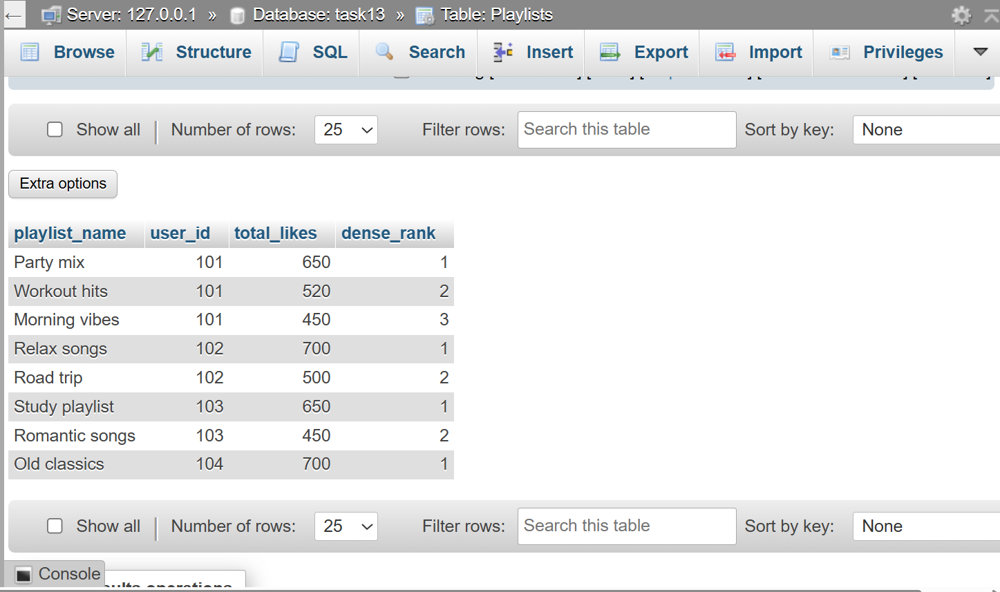 Server: 127.0.0.1 » Database: task13 » Table: Playlists
Browse Structure SQL Search Insert Export Import Privileges
Show all Number of rows: 25 Filter rows: Search this table Sort by key: None
Extra options
playlist_name user_id total_likes dense_rank
Party mix 101 650 1
Workout hits 101 520 2
Morning vibes 101 450 3
Relax songs 102 700 1
Road trip 102 500 2
Study playlist 103 650 1
Romantic songs 103 450 2
Old classics 104 700 1
Show all Number of rows: 25 Filter rows: Search this table Sort by key: None
Console
operations